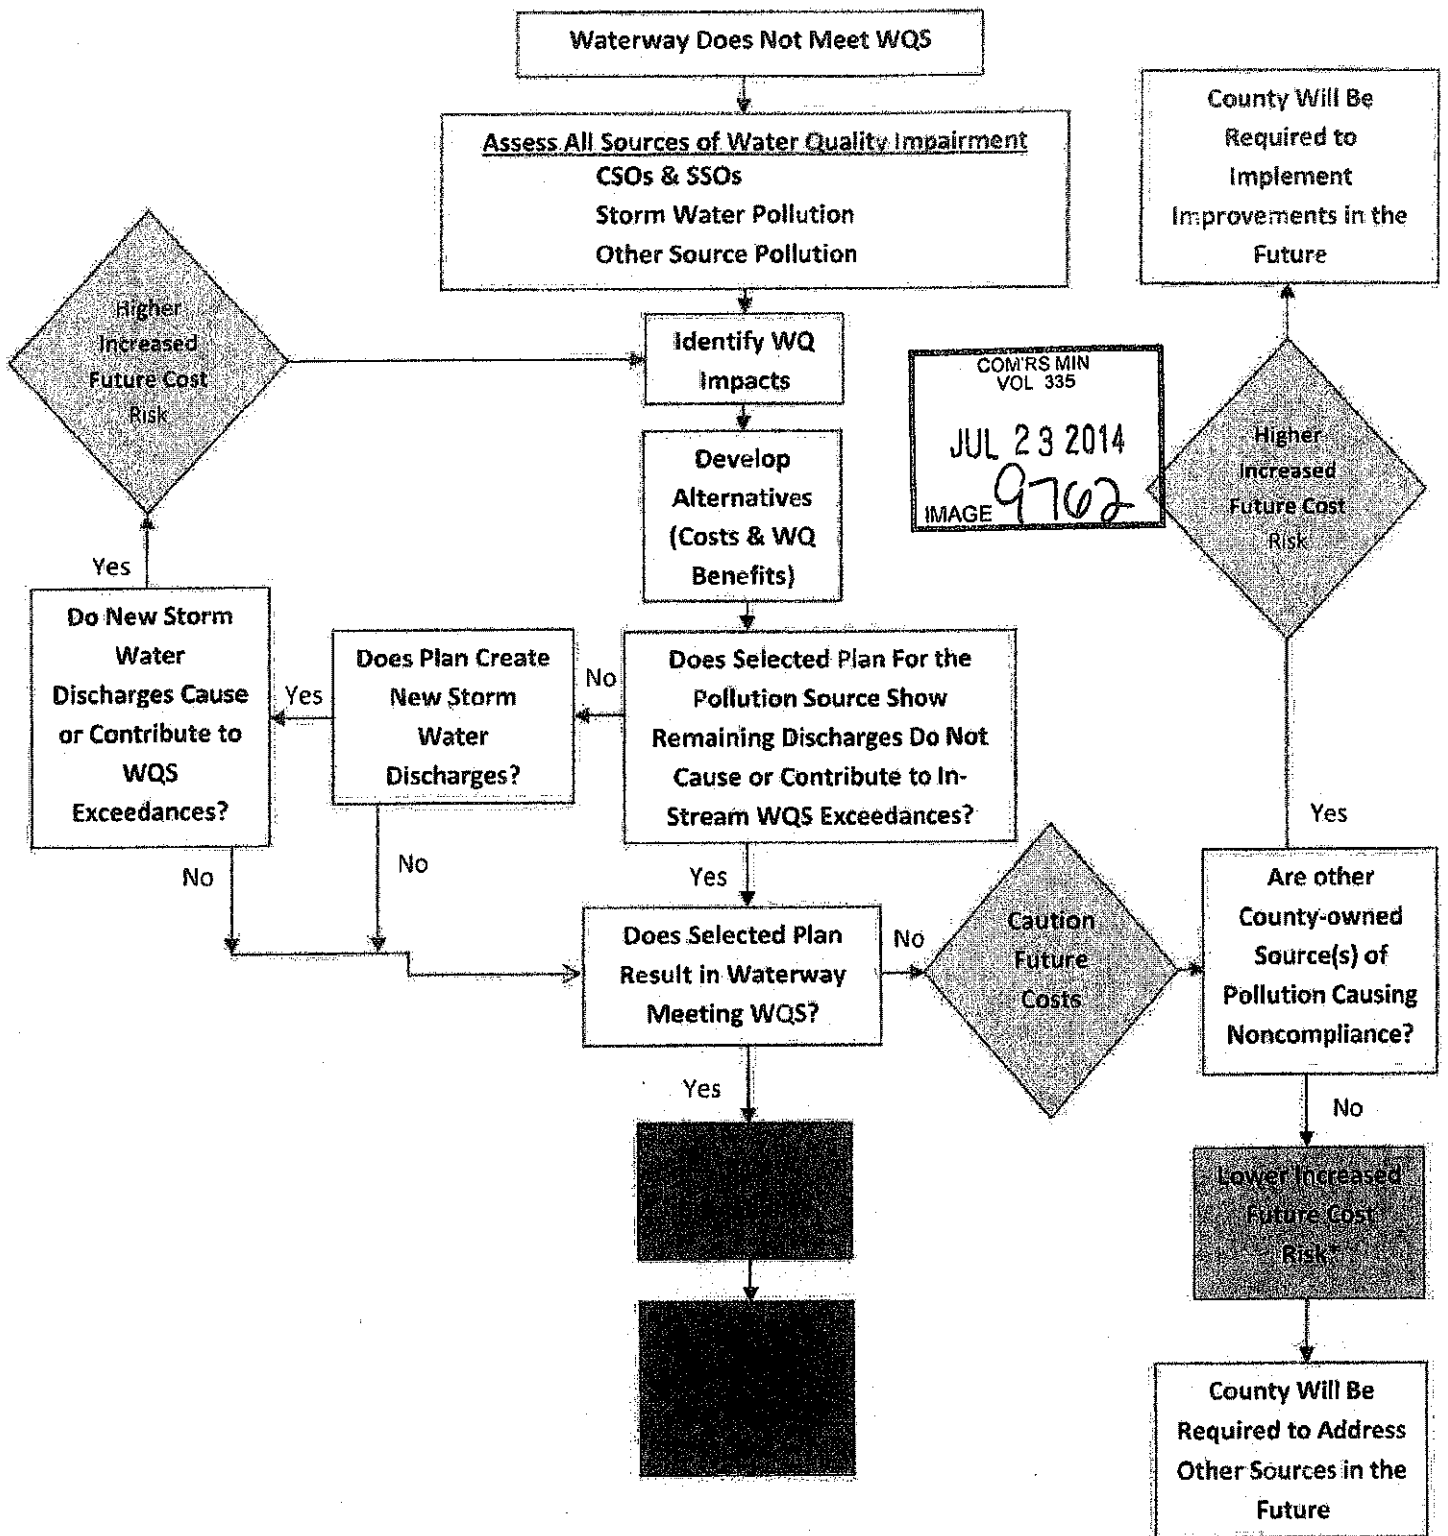 Waterway Does Not Meet WQS
Assess All Sources of Water Quality Impairment
CSOs & SSOs
Storm Water Pollution
Other Source Pollution
County Will Be
Required to
Implement
Improvements in the
Future
Higher
Increased
Future Cost
Risk
Identify WQ
Impacts
COM'RS MIN
VOL 335
JUL 23 2014
IMAGE 9762
Higher
Increased
Future Cost
Risk
Develop
Alternatives
(Costs & WQ
Benefits)
Yes
Do New Storm
Water
Discharges Cause
or Contribute to
WQS
Exceedances?
Yes
Does Plan Create
New Storm
Water
Discharges?
No
Does Selected Plan For the
Pollution Source Show
Remaining Discharges Do Not
Cause or Contribute to In-
Stream WQS Exceedances?
Yes
No
No
Yes
Does Selected Plan
Result in Waterway
Meeting WQS?
No
Caution
Future
Costs
Are other
County-owned
Source(s) of
Pollution Causing
Noncompliance?
Yes
No
Lower Increased
Future Cost
Risk*
County Will Be
Required to Address
Other Sources in the
Future